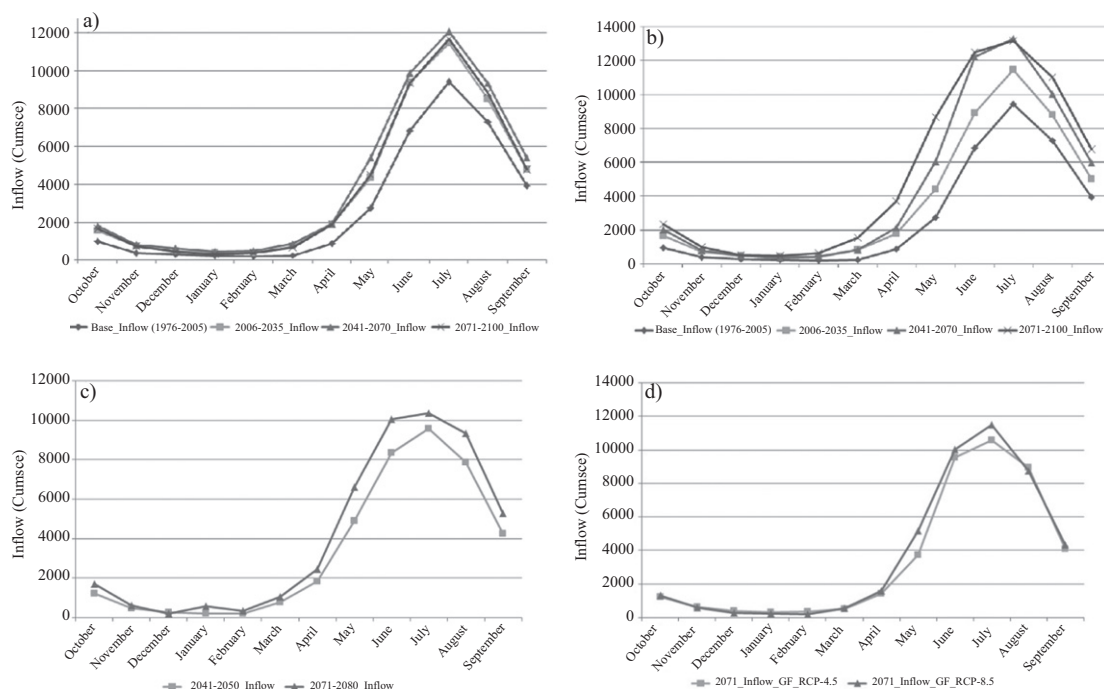 a)
12000
10000
8000
6000
4000
2000
0
Inflow (Cumsce)
October
November
December
January
February
March
April
May
June
July
August
September
Base_Inflow (1976-2005)
2006-2035_Inflow
2041-2070_Inflow
2071-2100_Inflow
b)
14000
12000
10000
8000
6000
4000
2000
0
Inflow (Cumsce)
October
November
December
January
February
March
April
May
June
July
August
September
Base_Inflow (1976-2005)
2006-2035_Inflow
2041-2070_Inflow
2071-2100_Inflow
c)
12000
10000
8000
6000
4000
2000
0
Inflow (Cumsce)
October
November
December
January
February
March
April
May
June
July
August
September
2041-2050_Inflow
2071-2080_Inflow
d)
14000
12000
10000
8000
6000
4000
2000
0
Inflow (Cumsce)
October
November
December
January
February
March
April
May
June
July
August
September
2071_Inflow_GF_RCP-4.5
2071_Inflow_GF_RCP-8.5